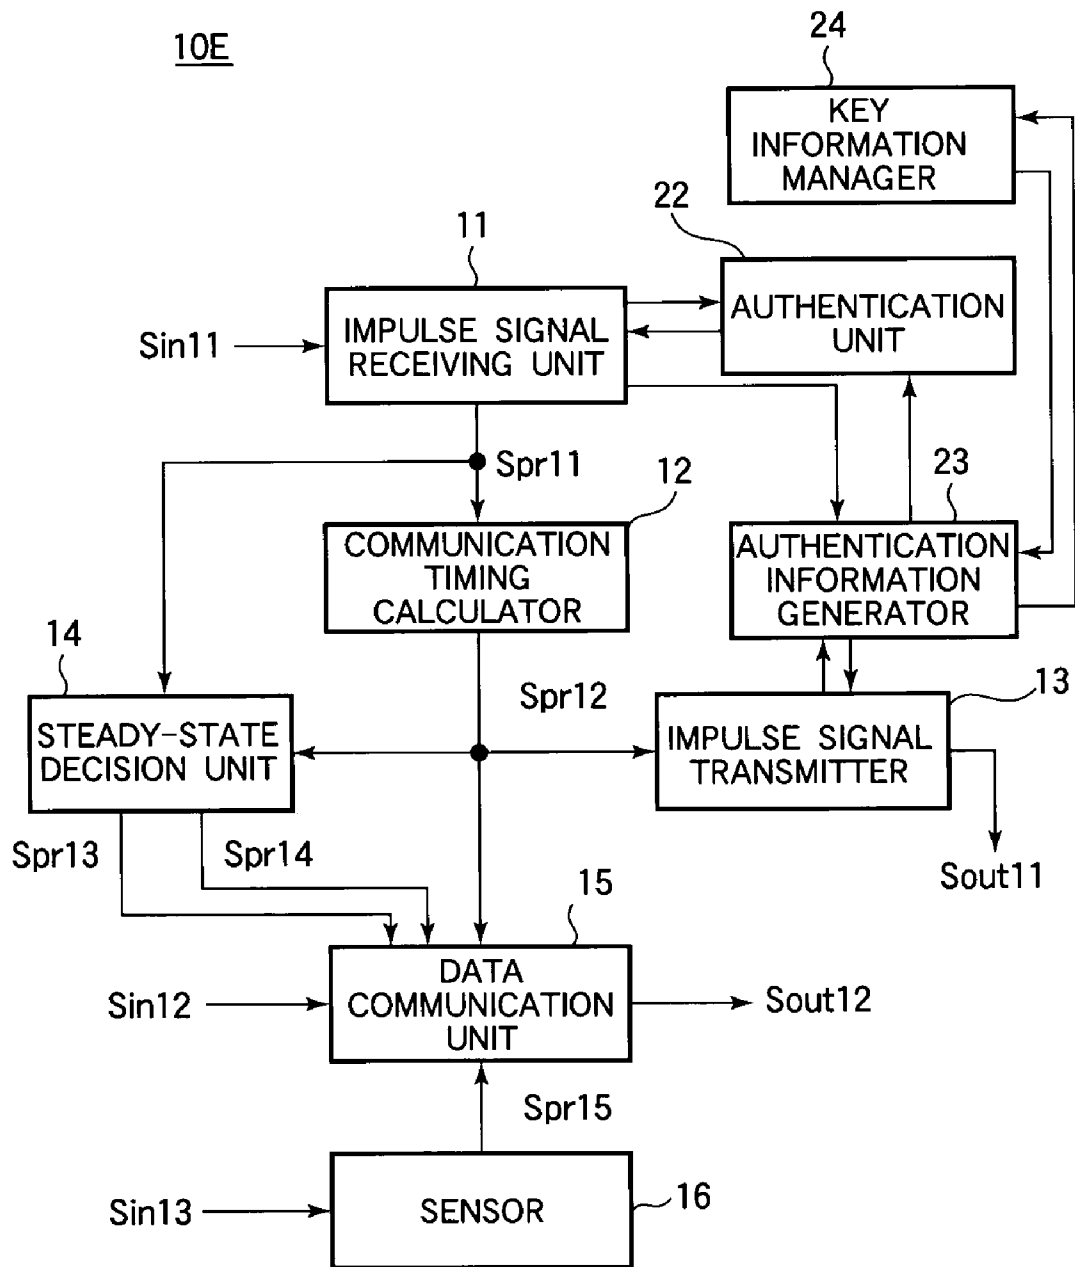 10E
24
KEY
INFORMATION
MANAGER
22
11
AUTHENTICATION
UNIT
IMPULSE SIGNAL
RECEIVING UNIT
Sin11
Spr11
12
23
COMMUNICATION
TIMING
CALCULATOR
AUTHENTICATION
INFORMATION
GENERATOR
14
Spr12
13
STEADY-STATE
DECISION UNIT
IMPULSE SIGNAL
TRANSMITTER
Spr13
Spr14
Sout11
15
DATA
COMMUNICATION
UNIT
Sin12
Sout12
Spr15
Sin13
SENSOR
16